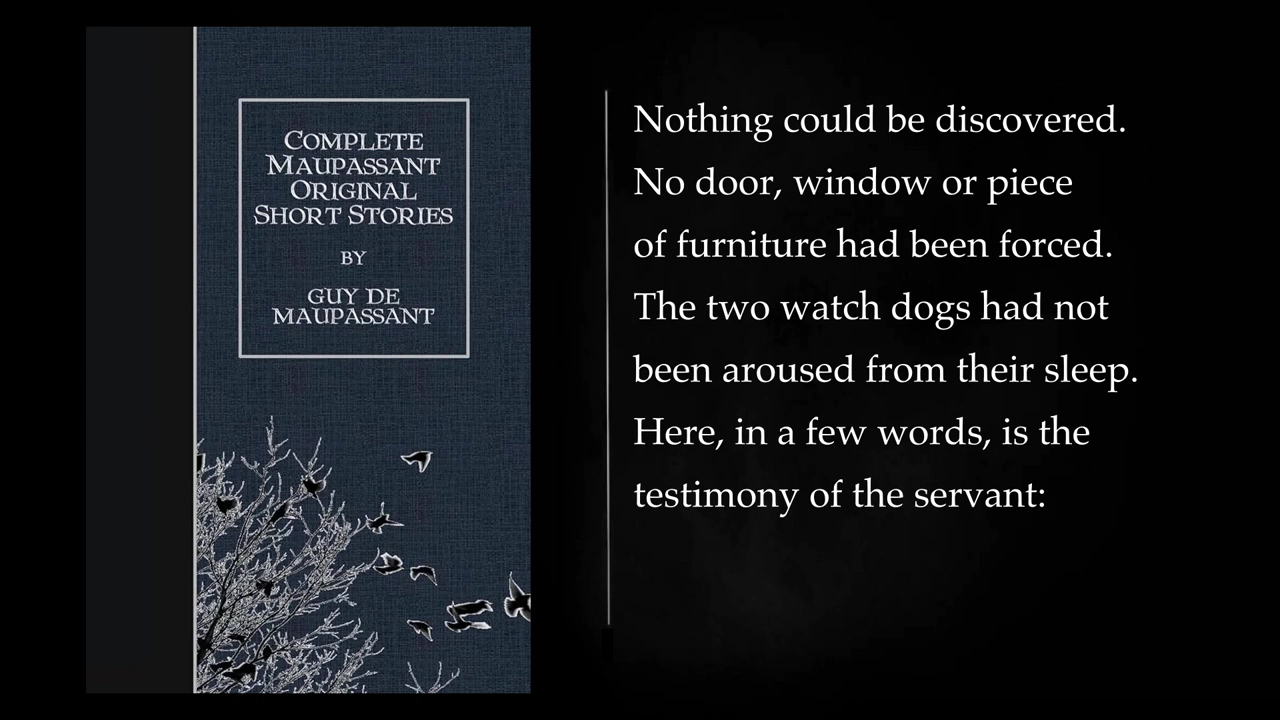 COMPLETE
MAUPASSANT
ORIGINAL
SHORT STORIES
BY
GUY DE
MAUPASSANT
Nothing could be discovered.
No door, window or piece
of furniture had been forced.
The two watch dogs had not
been aroused from their sleep.
Here, in a few words, is the
testimony of the servant: